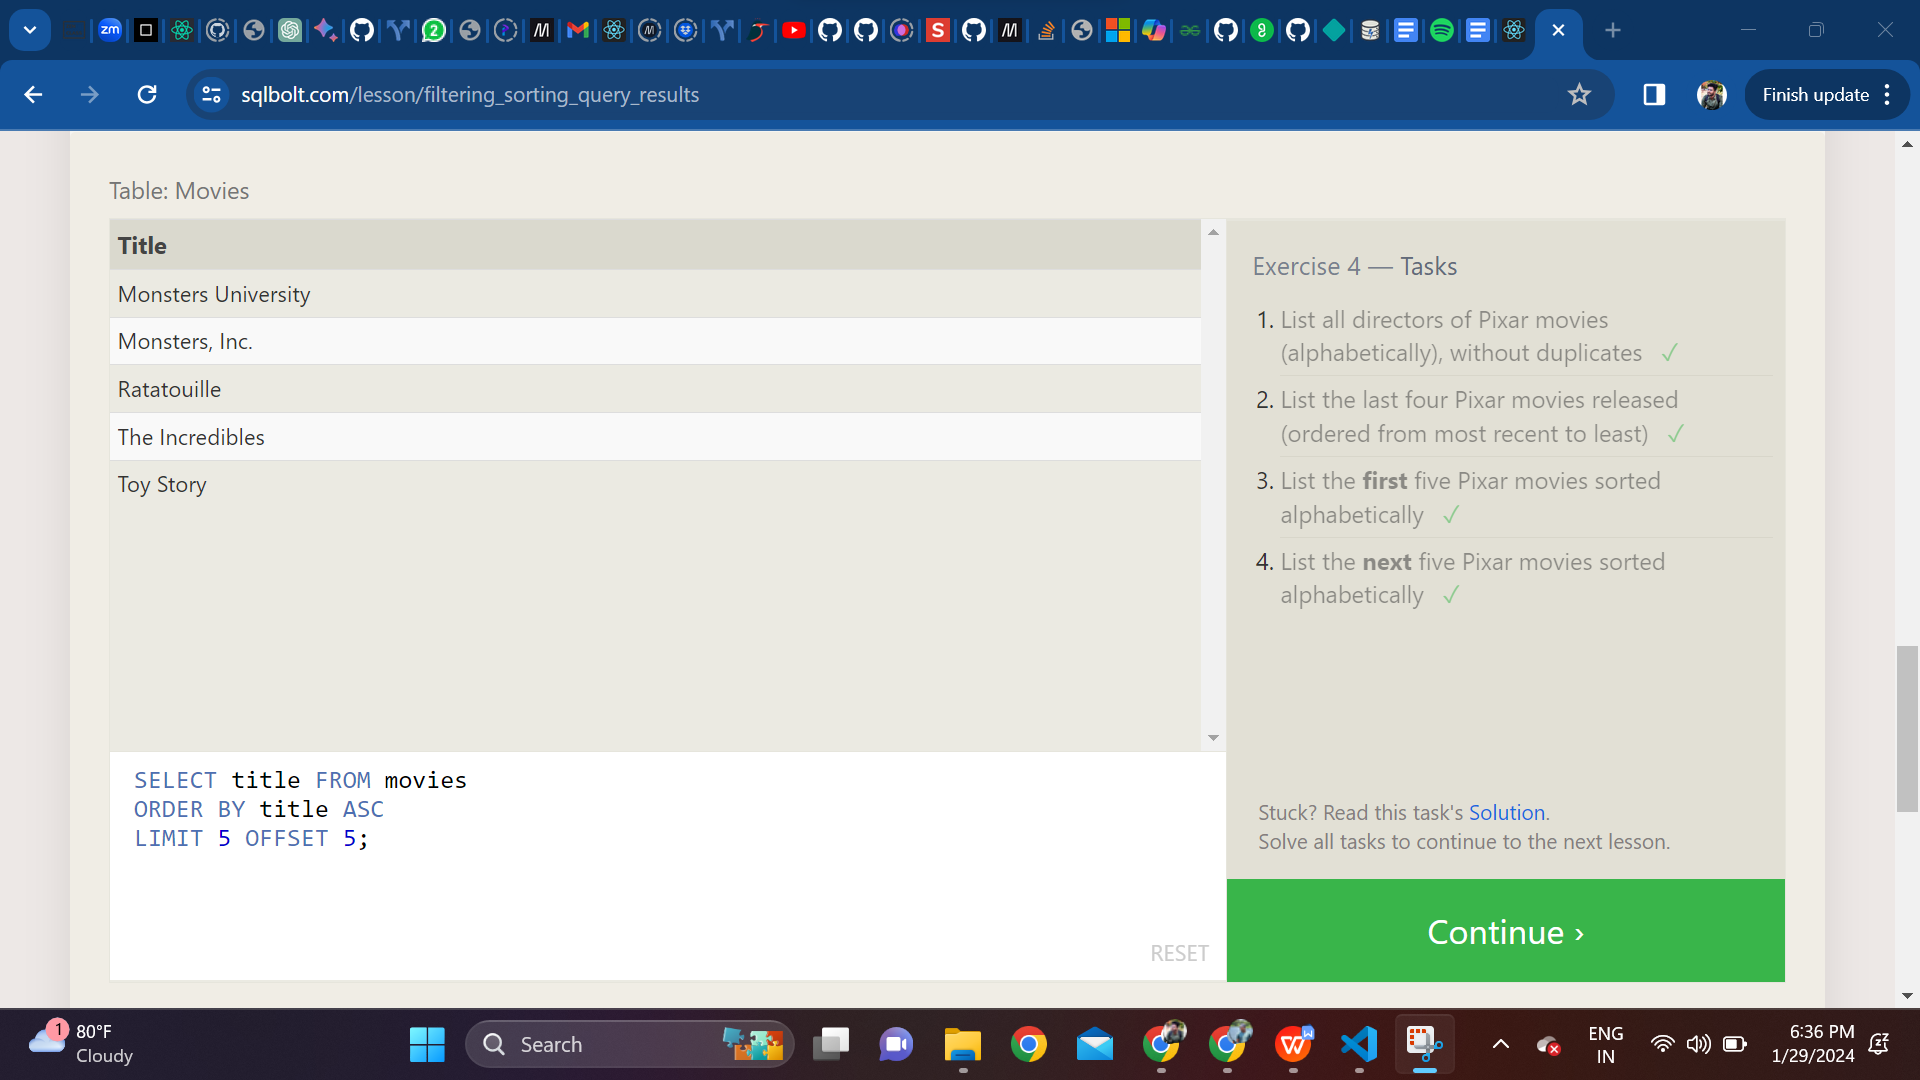 zm
2
S
sqlbolt.com/lesson/filtering_sorting_query_results
Finish update
Table: Movies
Title
Monsters University
Monsters, Inc.
Ratatouille
The Incredibles
Toy Story
SELECT title FROM movies
ORDER BY title ASC
LIMIT 5 OFFSET 5;
RESET
Exercise 4 — Tasks
1. List all directors of Pixar movies
(alphabetically), without duplicates ✓
2. List the last four Pixar movies released
(ordered from most recent to least) ✓
3. List the first five Pixar movies sorted
alphabetically ✓
4. List the next five Pixar movies sorted
alphabetically ✓
Stuck? Read this task's Solution.
Solve all tasks to continue to the next lesson.
Continue ›
1
80°F
Cloudy
Search
W
ENG
IN
6:36 PM
1/29/2024